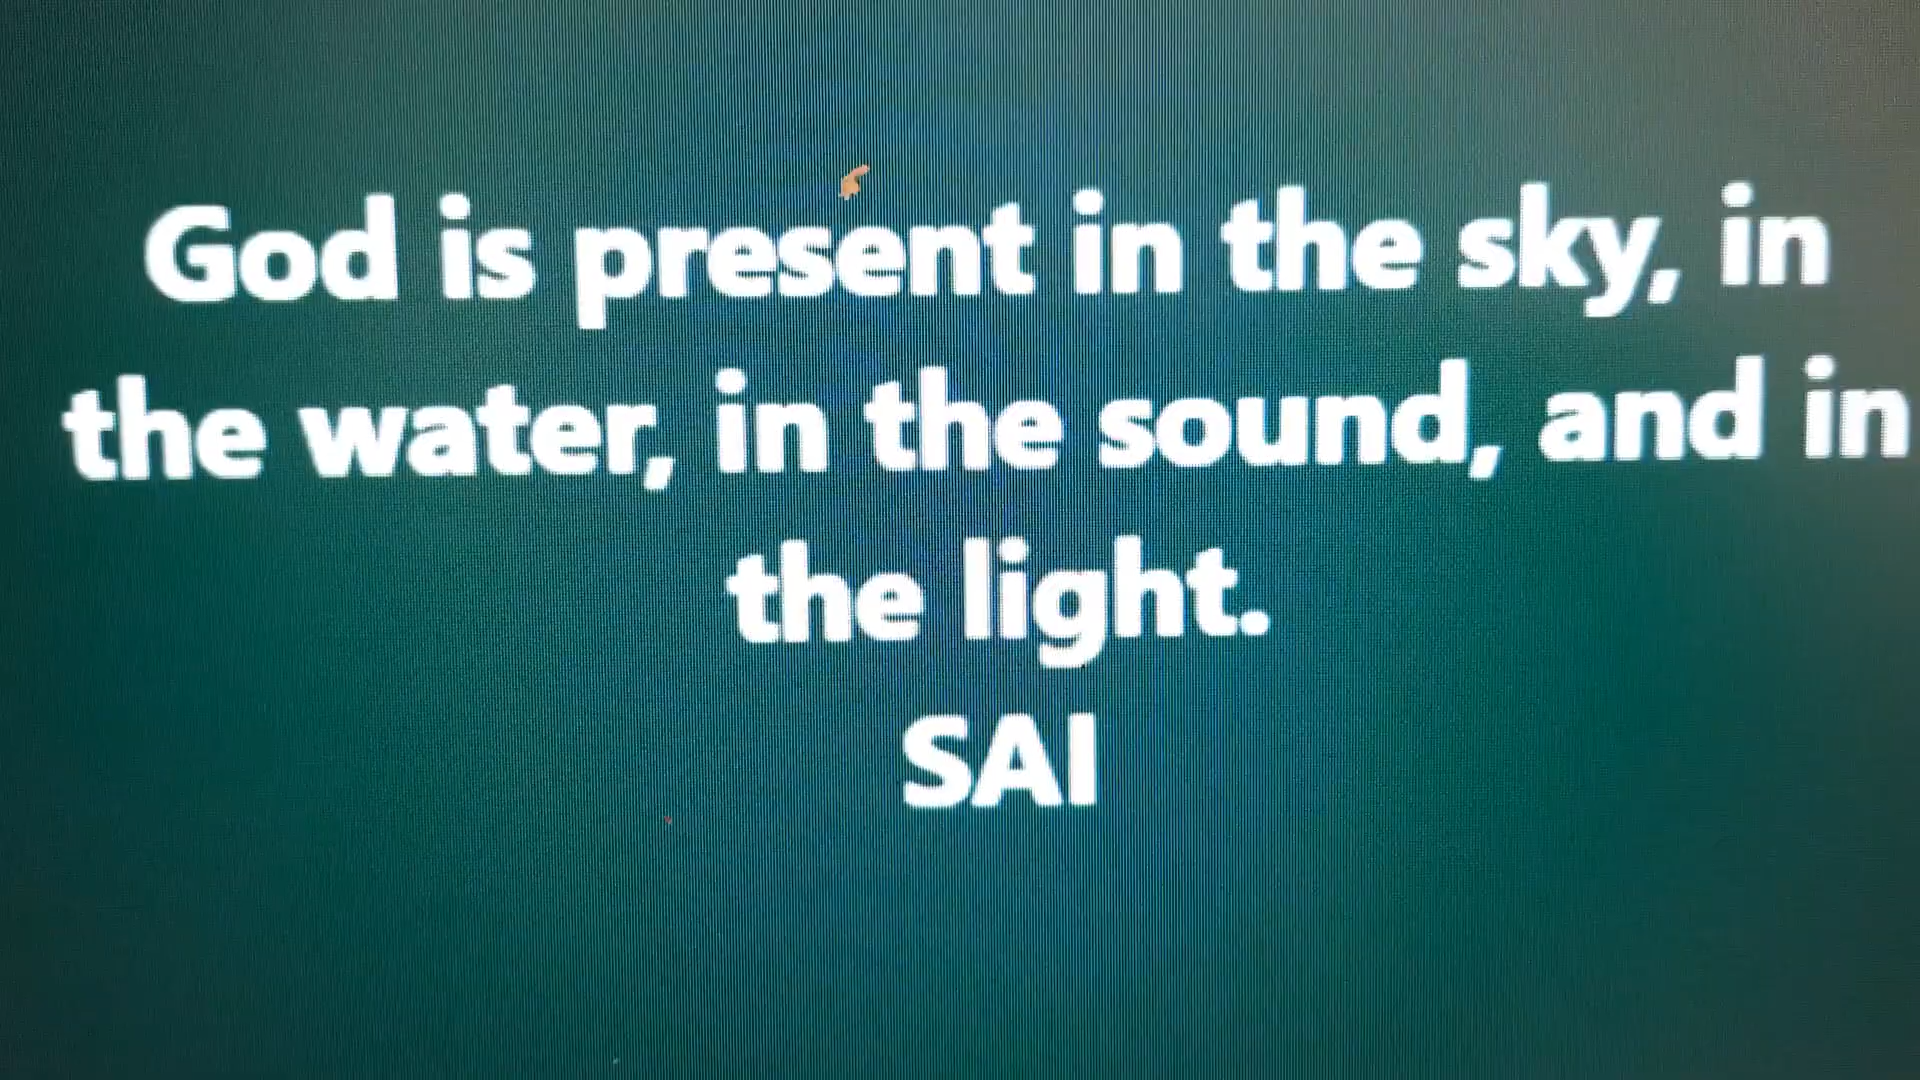 God is present in the sky, in
the water, in the sound, and in
the light.
SAI